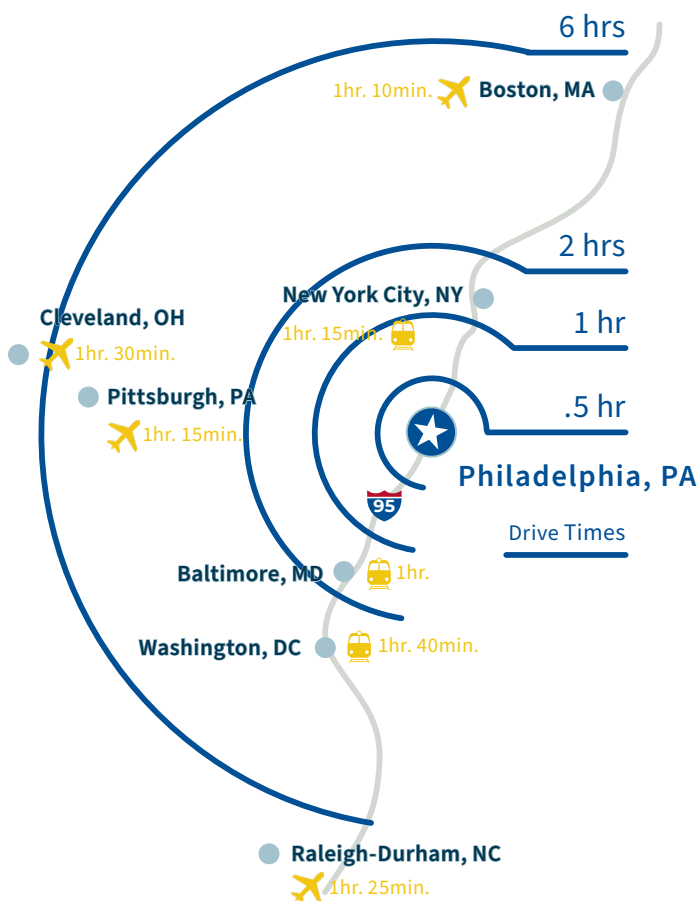 6 hrs
1hr. 10min.
Boston, MA
2 hrs
New York City, NY
1hr. 15min.
1 hr
Cleveland, OH
1hr. 30min.
Pittsburgh, PA
1hr. 15min.
.5 hr
Philadelphia, PA
95
Drive Times
Baltimore, MD
1hr.
Washington, DC
1hr. 40min.
Raleigh-Durham, NC
1hr. 25min.